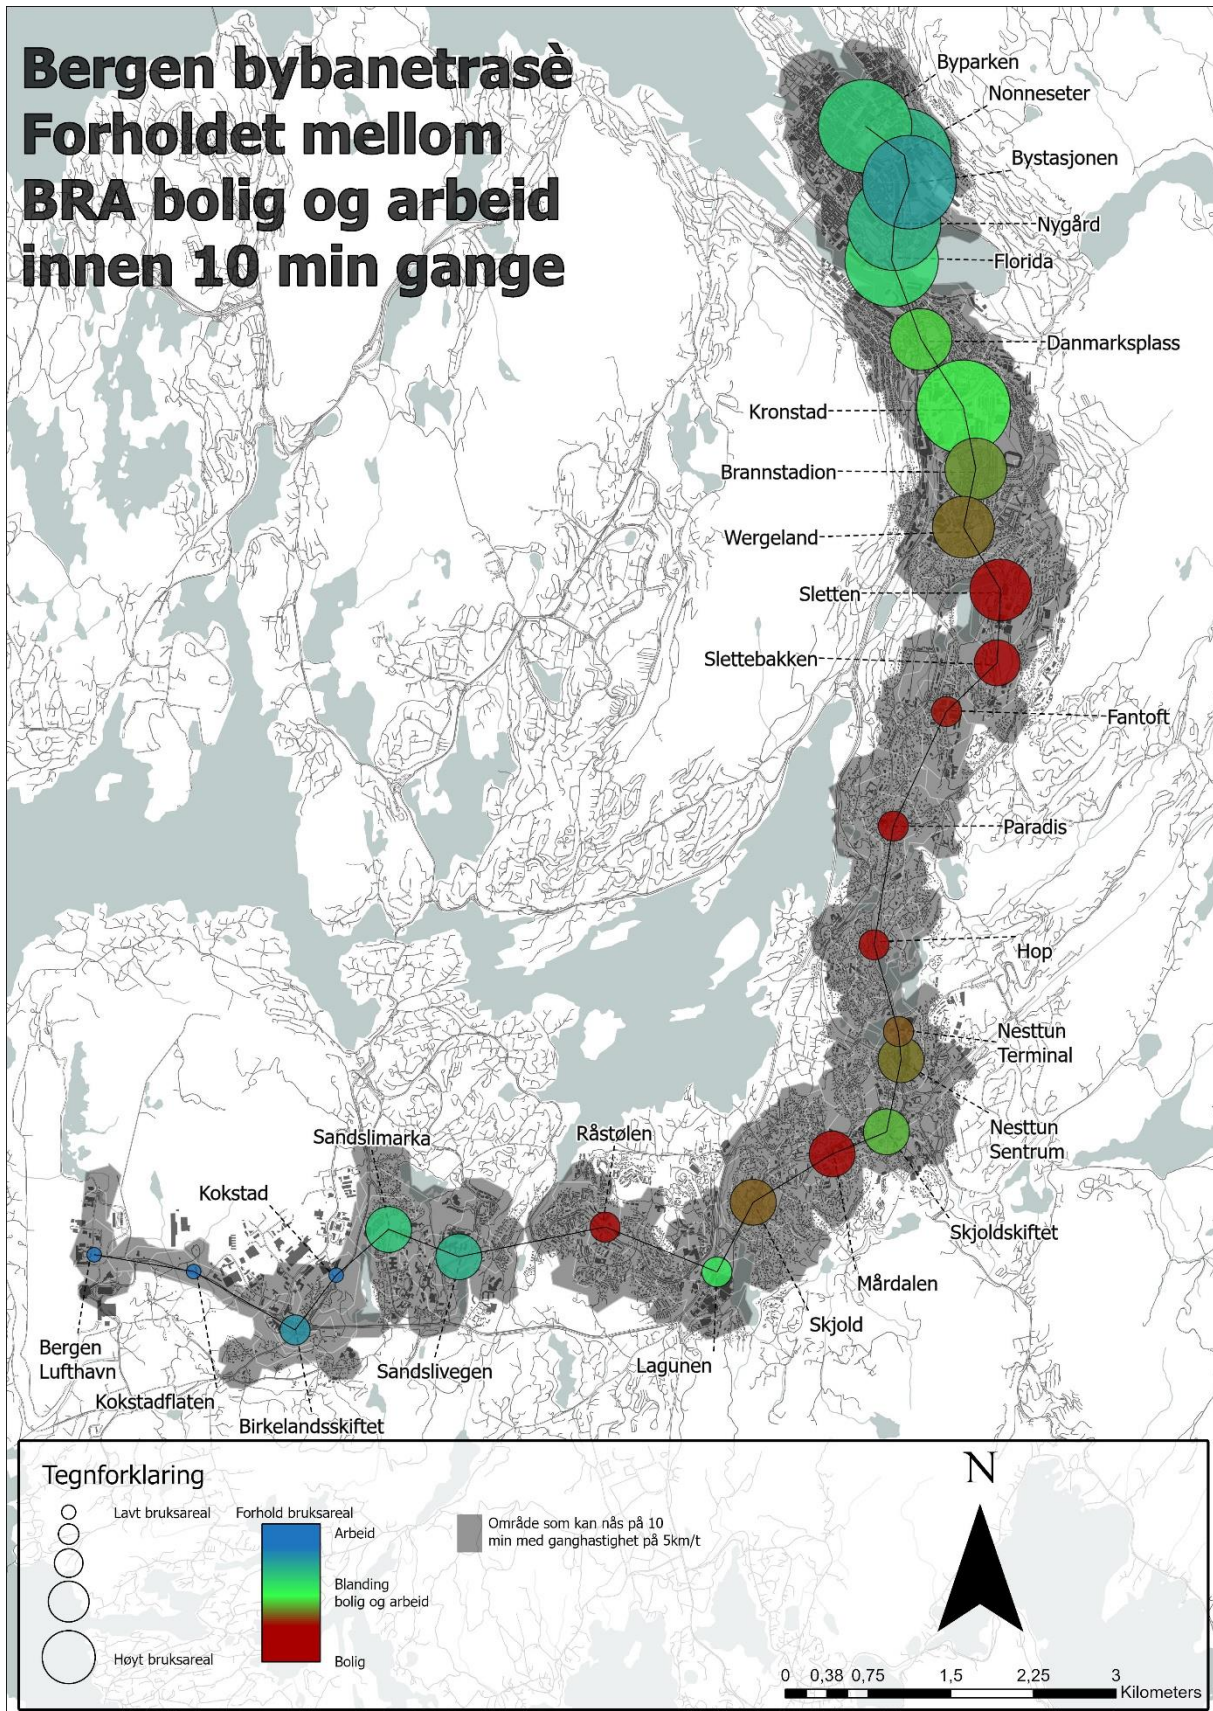 Bergen bybanetrasè
Forholdet mellom
BRA bolig og arbeid
innen 10 min gange
Byparken
Nonneseter
Bystasjonen
Nygård
Florida
Danmarksplass
Kronstad
Brannstadion
Wergeland
Sletten
Slettebakken
Fantoft
Paradis
Hop
Nesttun
Terminal
Nesttun
Sentrum
Skjoldskiftet
Mårdalen
Skjold
Lagunen
Råstølen
Sandslimarka
Sandslivegen
Kokstad
Birkelandsskiftet
Kokstadflaten
Bergen
Lufthavn
Tegnforklaring
Lavt bruksareal
Høyt bruksareal
Forhold bruksareal
Arbeid
Blanding
bolig og arbeid
Bolig
Område som kan nås på 10
min med ganghastighet på 5km/t
N
0 0,38 0,75 1,5 2,25 3
Kilometers